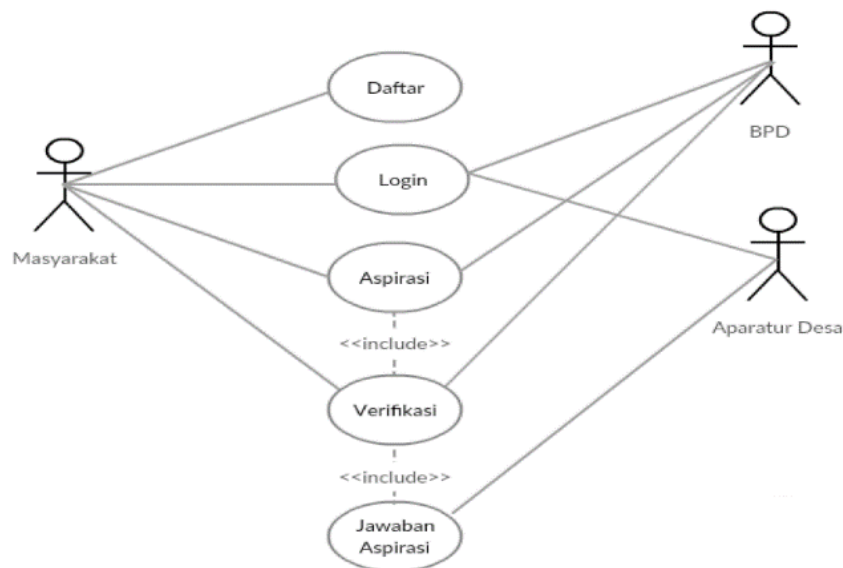 Daftar
BPD
Login
Masyarakat
Aspirasi
Aparatur Desa
<<include>>
Verifikasi
<<include>>
Jawaban
Aspirasi